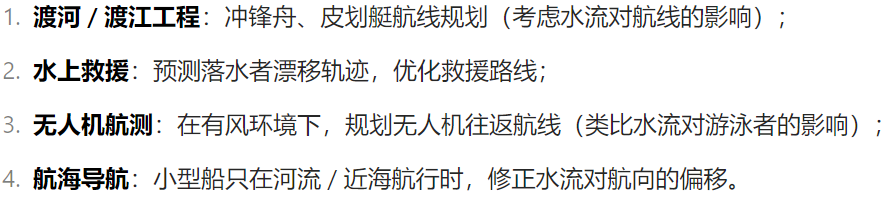 1. 渡河 / 渡江工程：冲锋舟、皮划艇航线规划（考虑水流对航线的影响）；
2. 水上救援：预测落水者漂移轨迹，优化救援路线；
3. 无人机航测：在有风环境下，规划无人机往返航线（类比水流对游泳者的影响）；
4. 航海导航：小型船只在河流 / 近海航行时，修正水流对航向的偏移。